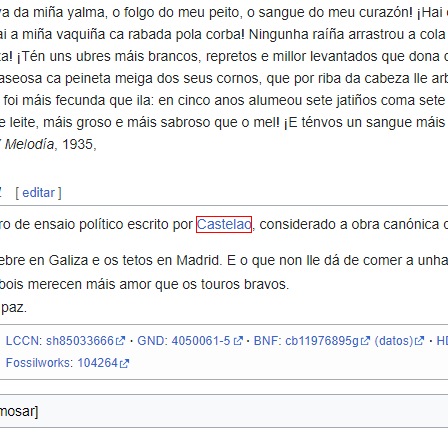 va da miña yalma, o folgo do meu peito, o sangue do meu curazón! ¡Hai
ai a miña vaquiña ca rabada pola corba! Ningunha raíña arrastrou a cola
ta! ¡Tén uns ubres máis brancos, repretos e millor levantados que dona
aseosa ca peineta meiga dos seus cornos, que por riba da cabeza lle ar
foi máis fecunda que ila: en cinco anos alumeou sete jatiños coma sete
e leite, máis groso e máis sabroso que o mel! ¡E ténvos un sangue máis
Melodía, 1935,
[ editar ]
ro de ensaio político escrito por Castelao, considerado a obra canónica
ebre en Galiza e os tetos en Madrid. E o que non lle dá de comer a unha
bois merecen máis amor que os touros bravos.
paz.
LCCN: sh85033666 · GND: 4050061-5 · BNF: cb11976895g (datos) · H
Fossilworks: 104264
mosar]